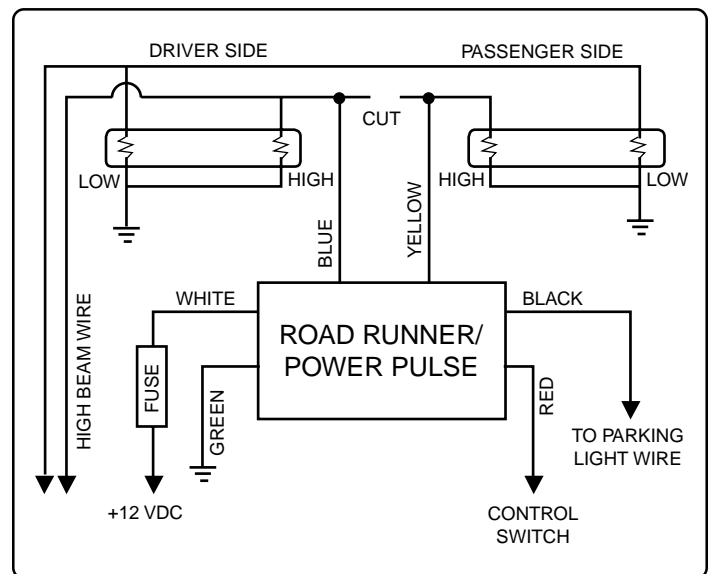 DRIVER SIDE
PASSENGER SIDE
CUT
LOW
HIGH
HIGH
LOW
BLUE
YELLOW
HIGH BEAM WIRE
WHITE
BLACK
ROAD RUNNER/
POWER PULSE
FUSE
GREEN
RED
TO PARKING
LIGHT WIRE
+12 VDC
CONTROL
SWITCH